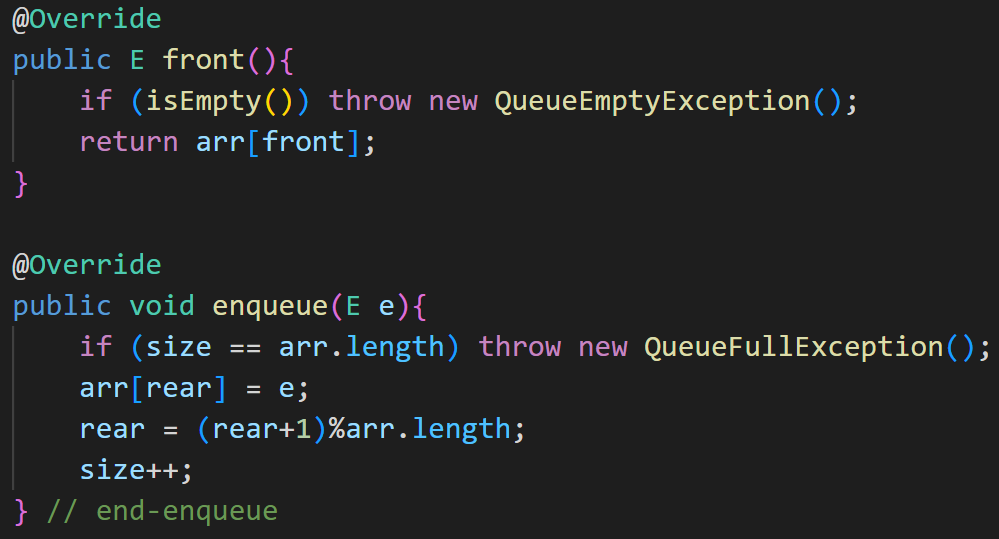 @Override
public E front(){
    if (isEmpty()) throw new QueueEmptyException();
    return arr[front];
}

@Override
public void enqueue(E e){
    if (size == arr.length) throw new QueueFullException();
    arr[rear] = e;
    rear = (rear+1)%arr.length;
    size++;
} // end-enqueue